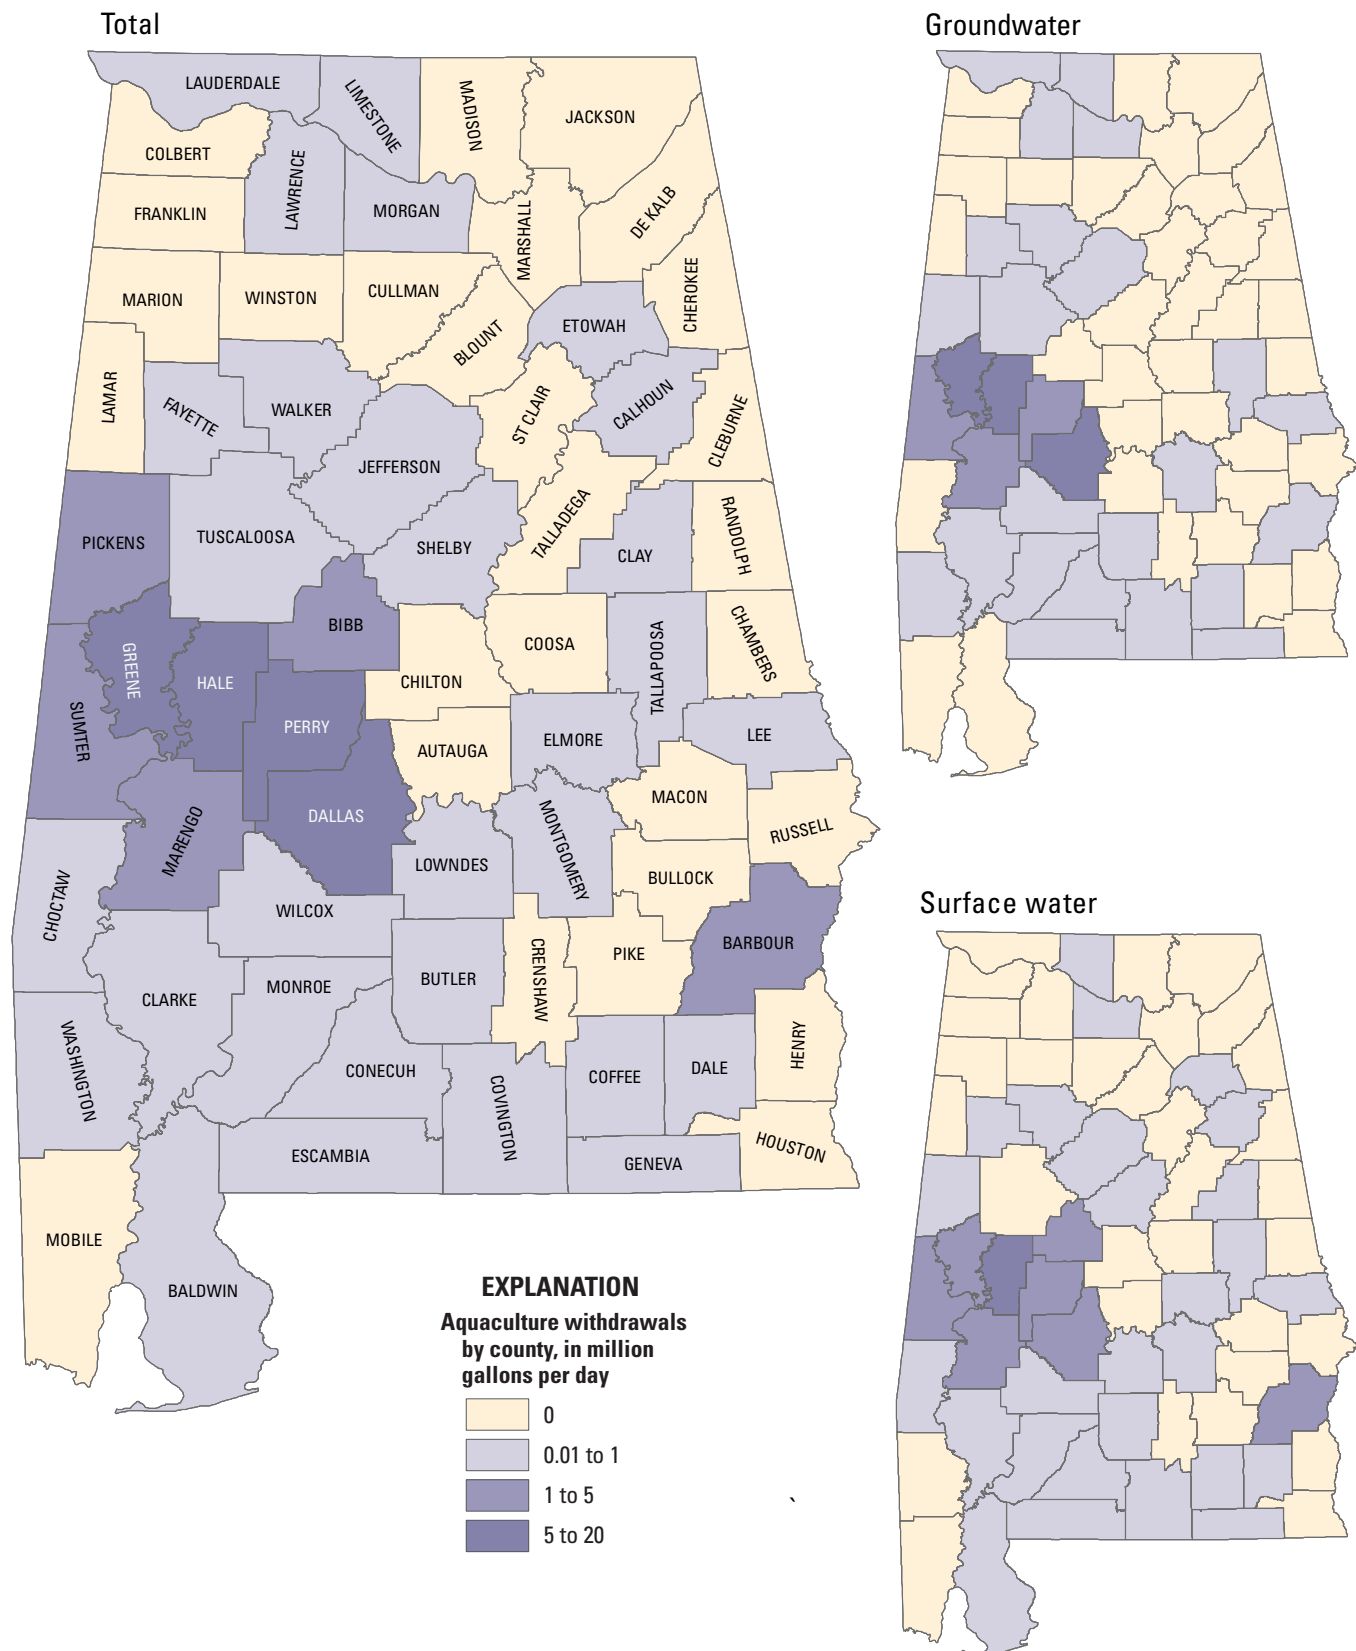 Total
Groundwater
LAUDERDALE
LIMESTONE
MADISON
JACKSON
COLBERT
LAWRENCE
FRANKLIN
MORGAN
MARSHALL
DE KALB
MARION
WINSTON
CULLMAN
CHEROKEE
BLOUNT
ETOWAH
LAMAR
FAYETTE
WALKER
ST CLAIR
CALHOUN
CLEBURNE
JEFFERSON
PICKENS
TUSCALOOSA
SHELBY
TALLADEGA
CLAY
RANDOLPH
BIBB
GREENE
HALE
COOSA
TALLAPOOSA
CHAMBERS
CHILTON
SUMTER
PERRY
AUTAUGA
ELMORE
LEE
MARENGO
DALLAS
MACON
RUSSELL
MONTGOMERY
LOWNDES
BULLOCK
CHOCTAW
WILCOX
Surface water
CRENSHAW
PIKE
BARBOUR
CLARKE
MONROE
BUTLER
WASHINGTON
CONECUH
COVINGTON
COFFEE
DALE
HENRY
ESCAMBIA
GENEVA
HOUSTON
MOBILE
BALDWIN
EXPLANATION
Aquaculture withdrawals
by county, in million
gallons per day
0
0.01 to 1
1 to 5
5 to 20